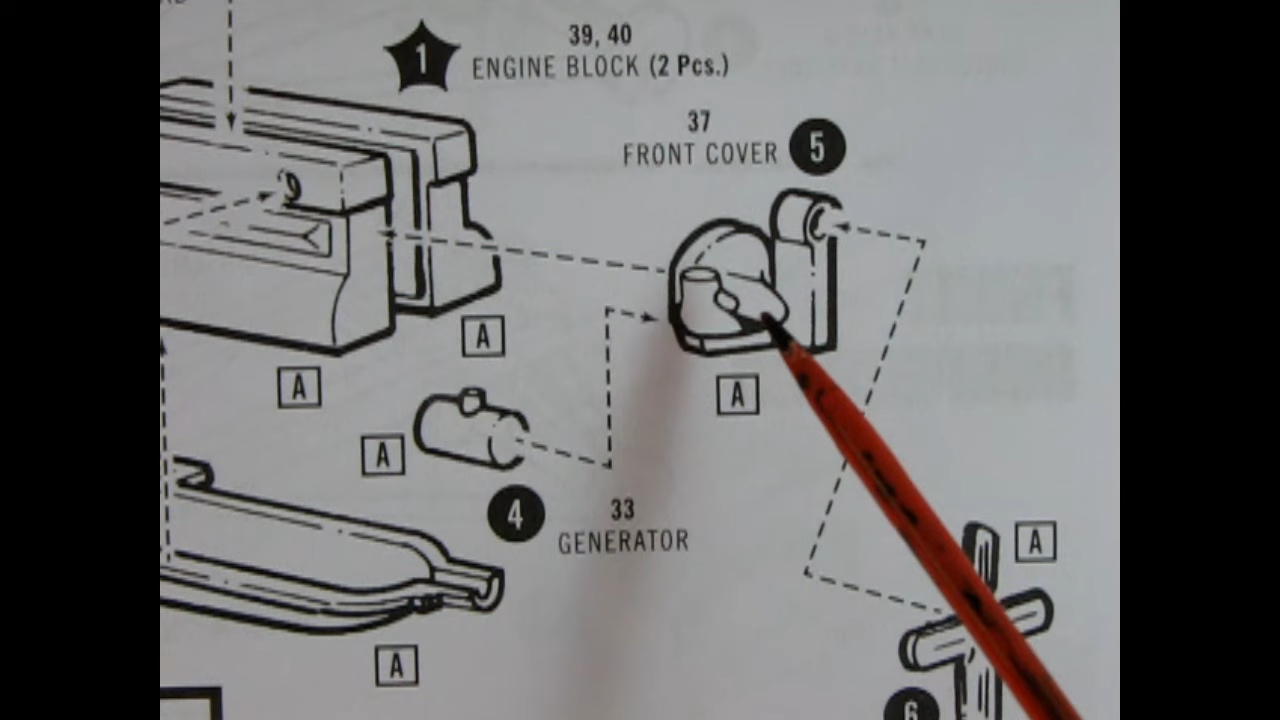 1
39, 40
ENGINE BLOCK (2 Pcs.)
37
FRONT COVER
5
A
A
A
A
4
33
GENERATOR
A
A
6